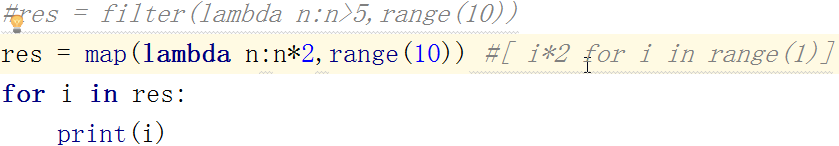 #res = filter(lambda n:n>5,range(10))
res = map(lambda n:n*2,range(10)) #[ i*2 for i in range(1)]
for i in res:
    print(i)